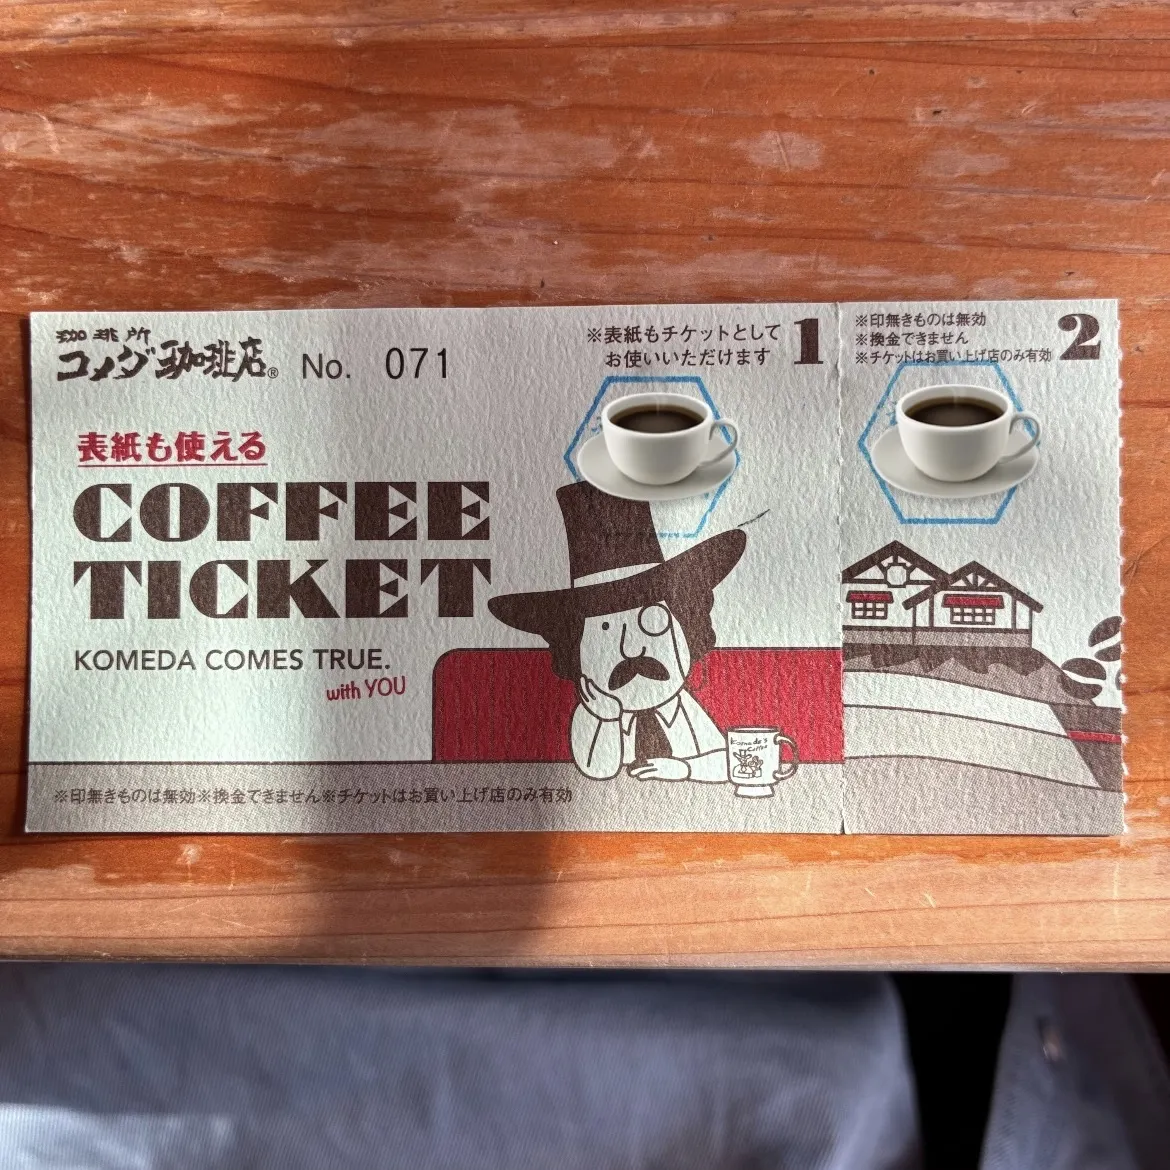 珈琲所
コメダ珈琲店®
No. 071
※表紙もチケットとして
お使いいただけます
1
表紙も使える
COFFEE
TICKET
KOMEDA COMES TRUE.
with YOU
Komeda's
Coffee
※印無きものは無効※換金できません※チケットはお買い上げ店のみ有効
※印無きものは無効
※換金できません
※チケットはお買い上げ店のみ有効
2